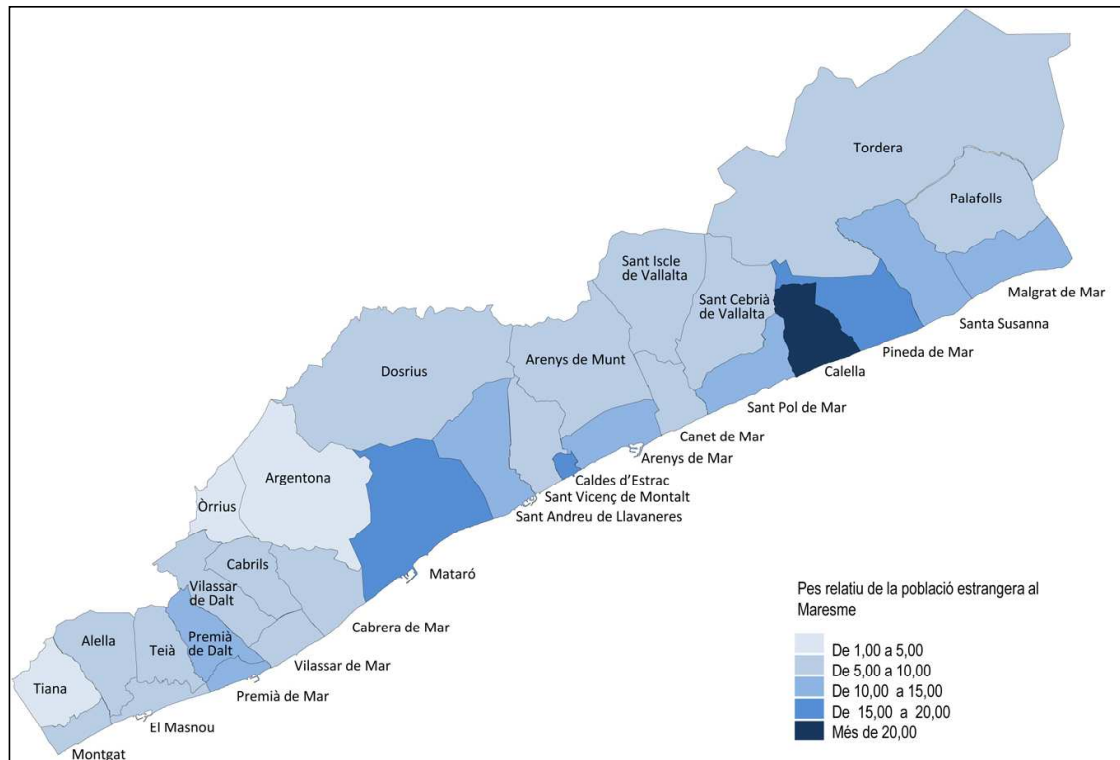 Tordera
Palafolls
Sant Iscle
de Vallalta
Sant Cebrià
de Vallalta
Malgrat de Mar
Santa Susanna
Pineda de Mar
Calella
Arenys de Munt
Dosrius
Sant Pol de Mar
Canet de Mar
Arenys de Mar
Caldes d'Estrac
Sant Vicenç de Montalt
Sant Andreu de Llavaneres
Argentona
Òrrius
Mataró
Cabrils
Vilassar
de Dalt
Cabrera de Mar
Alella
Teià
Premià
de Dalt
Vilassar de Mar
Tiana
Premià de Mar
El Masnou
Montgat
Pes relatiu de la població estrangera al
Maresme
De 1,00 a 5,00
De 5,00 a 10,00
De 10,00 a 15,00
De 15,00 a 20,00
Més de 20,00